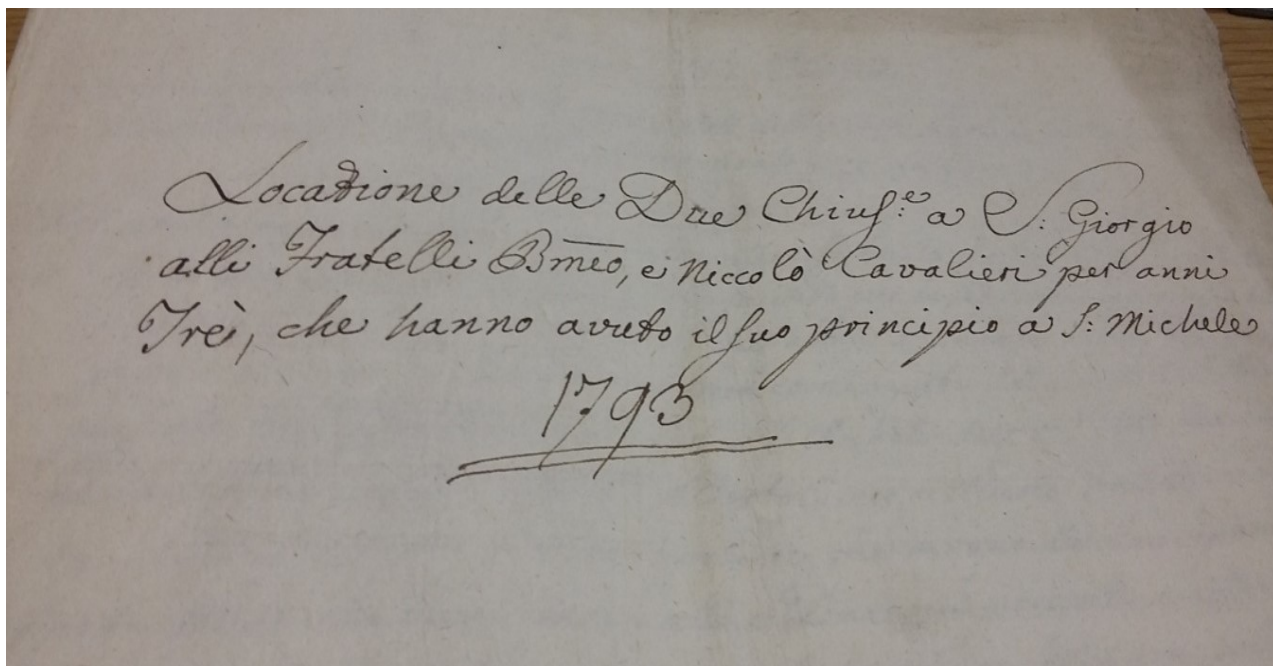 Locazione delle Due Chius.e a S: Giorgio
alli Fratelli Bmeo, e Niccolò Cavalieri per anni
Trè, che hanno avuto il suo principio a S: Michele
1793